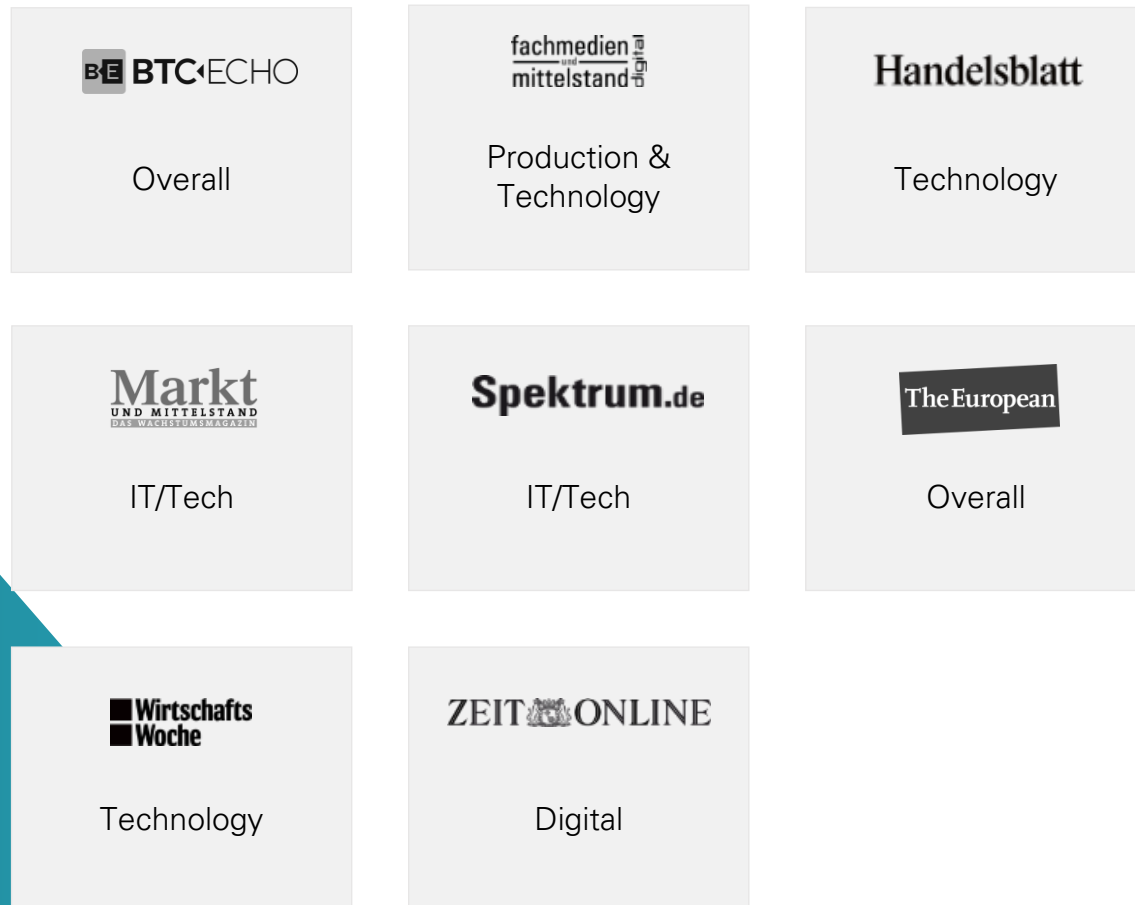 BE BTC ECHO
Overall
fachmedien
und
mittelstand
digital
Production &
Technology
Handelsblatt
Technology
Markt
UND MITTELSTAND
DAS WACHSTUMSMAGAZIN
IT/Tech
Spektrum.de
IT/Tech
The European
Overall
Wirtschafts
Woche
Technology
ZEIT ONLINE
Digital